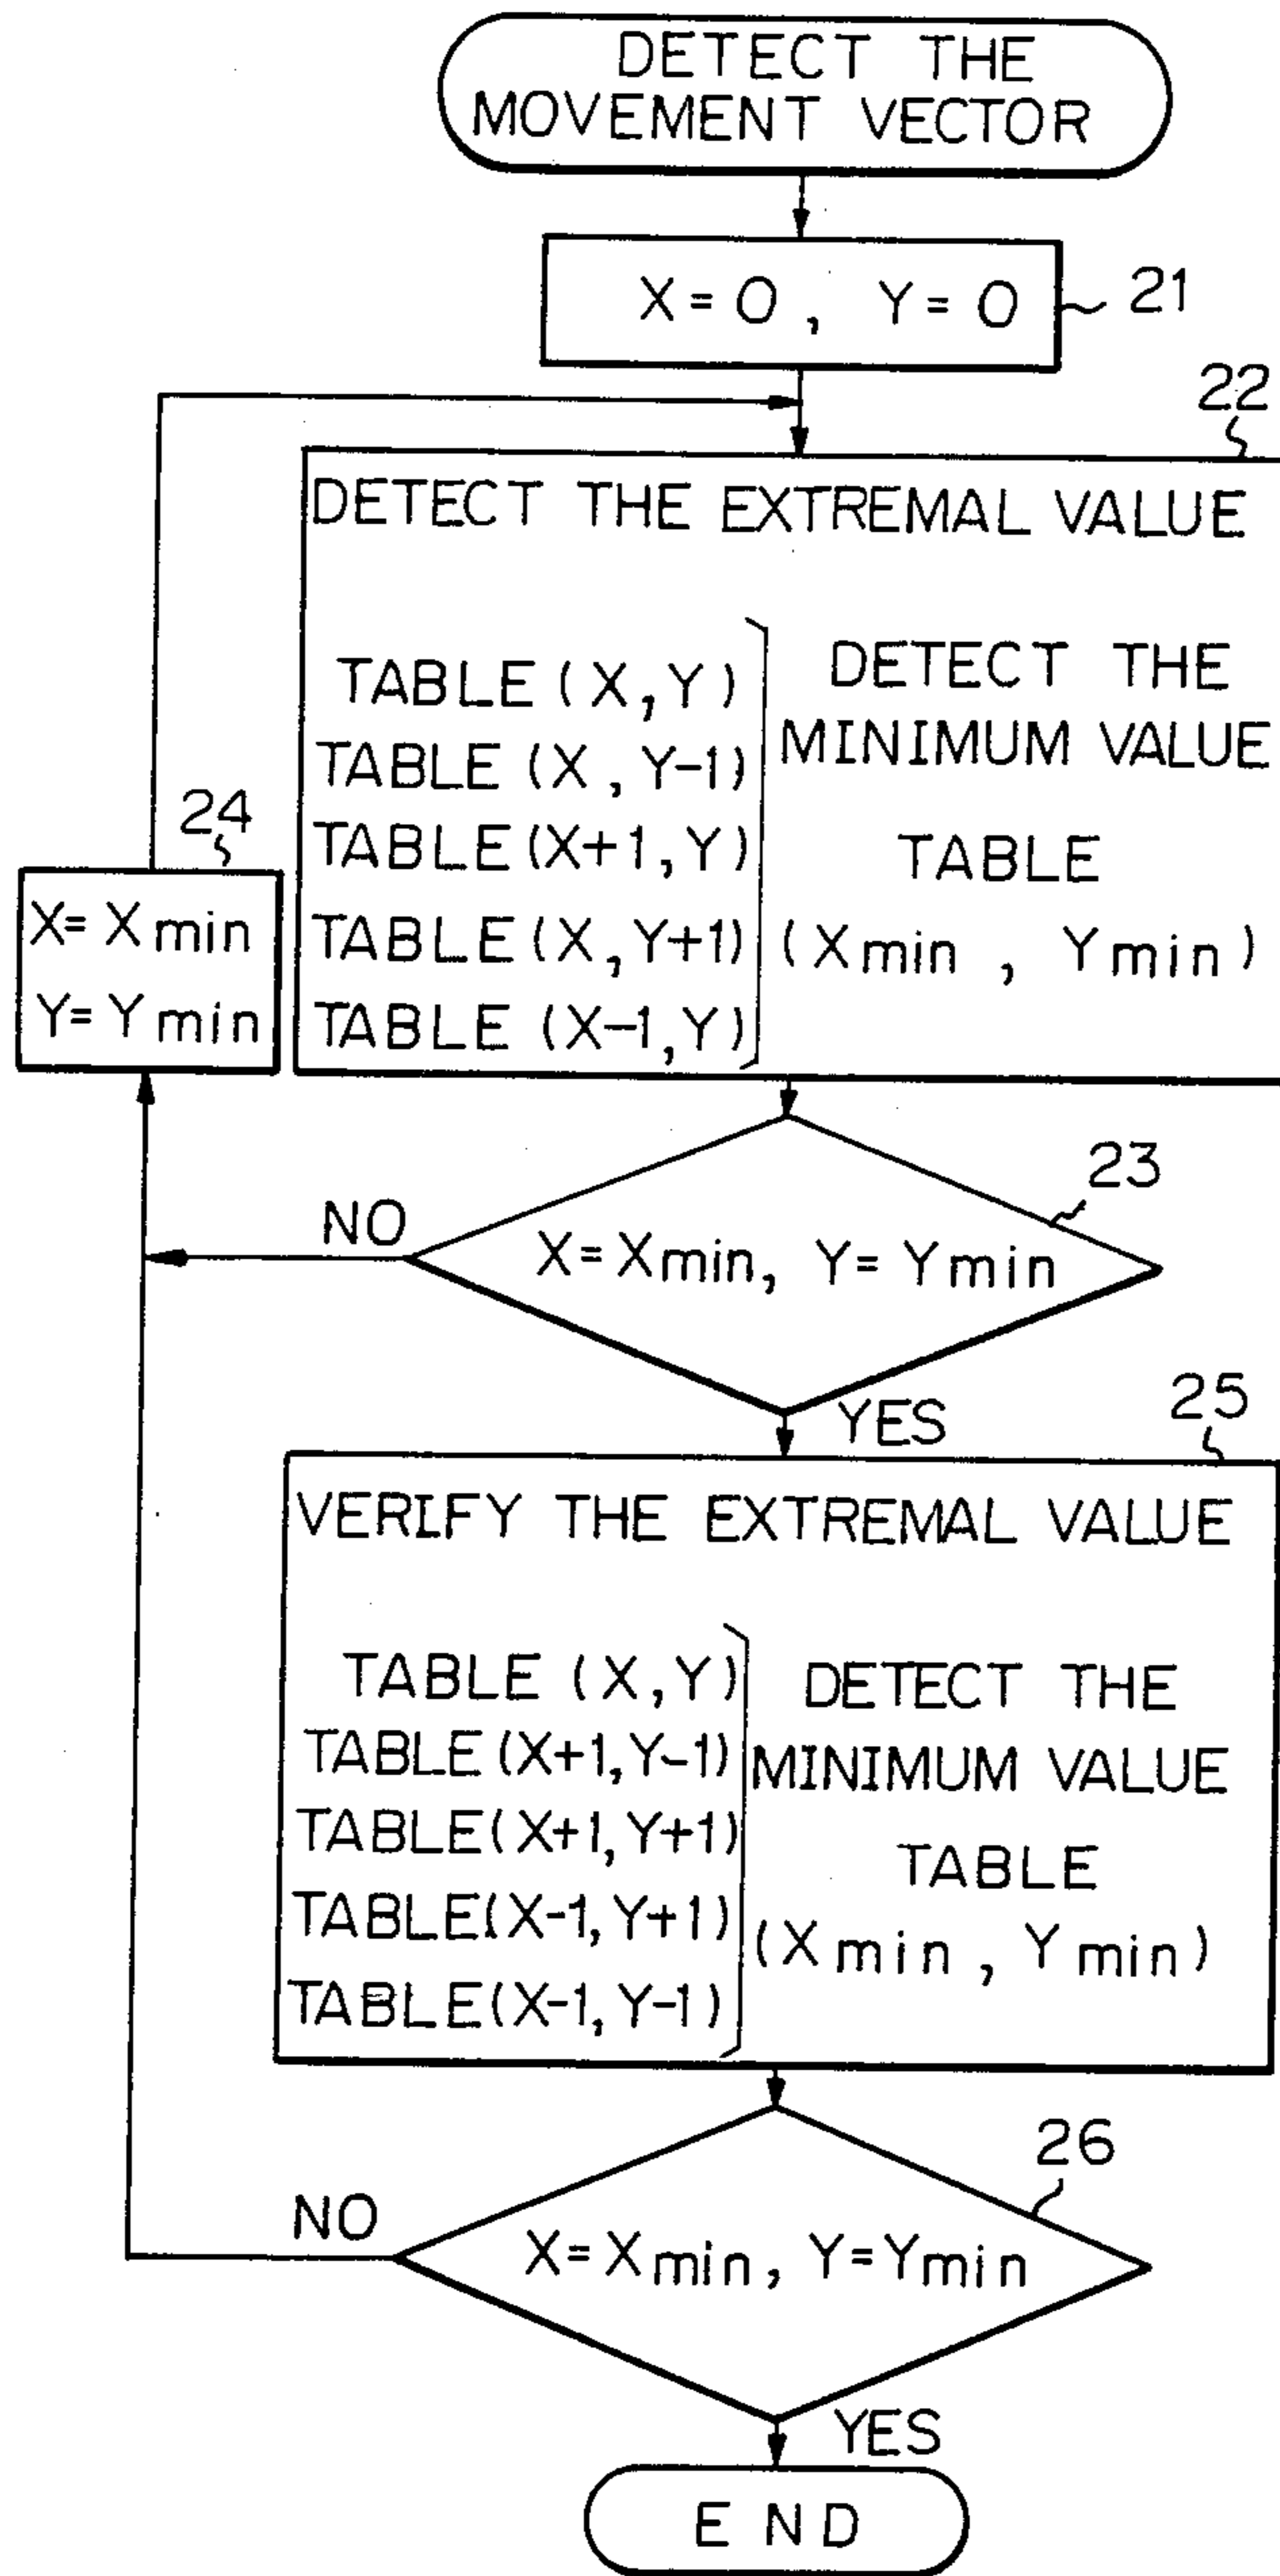 DETECT THE
MOVEMENT VECTOR
X=0, Y=0
21
22
DETECT THE EXTREMAL VALUE
TABLE (X,Y)
TABLE (X,Y-1)
TABLE (X+1,Y)
TABLE (X,Y+1)
TABLE (X-1,Y)
DETECT THE
MINIMUM VALUE
TABLE
(Xmin, Ymin)
24
X=Xmin
Y=Ymin
23
X=Xmin, Y=Ymin
NO
YES
25
VERIFY THE EXTREMAL VALUE
TABLE (X,Y)
TABLE(X+1,Y-1)
TABLE(X+1,Y+1)
TABLE(X-1,Y+1)
TABLE(X-1,Y-1)
DETECT THE
MINIMUM VALUE
TABLE
(Xmin, Ymin)
26
X=Xmin, Y=Ymin
NO
YES
END